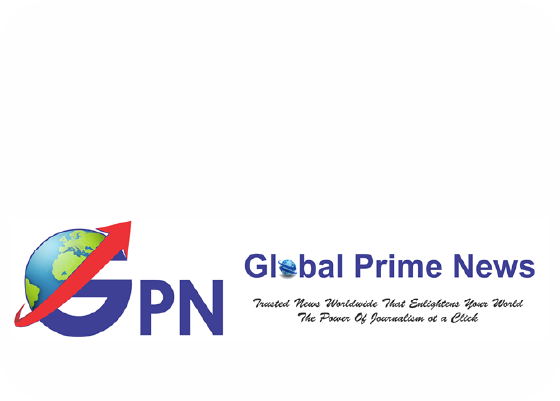 GPN
Global Prime News
Trusted News Worldwide That Enlightens Your World
The Power Of Journalism at a Click